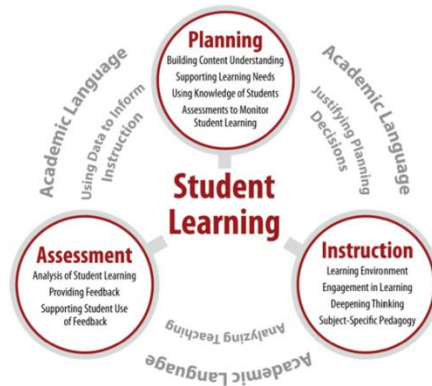 Planning
Building Content Understanding
Supporting Learning Needs
Using Knowledge of Students
Assessments to Monitor
Student Learning
Academic Language
Using Data to Inform
Instruction
Academic Language
Justifying Planning
Decisions
Student
Learning
Assessment
Analysis of Student Learning
Providing Feedback
Supporting Student Use
of Feedback
Instruction
Learning Environment
Engagement in Learning
Deepening Thinking
Subject-Specific Pedagogy
Analyzing Teaching
Academic Language